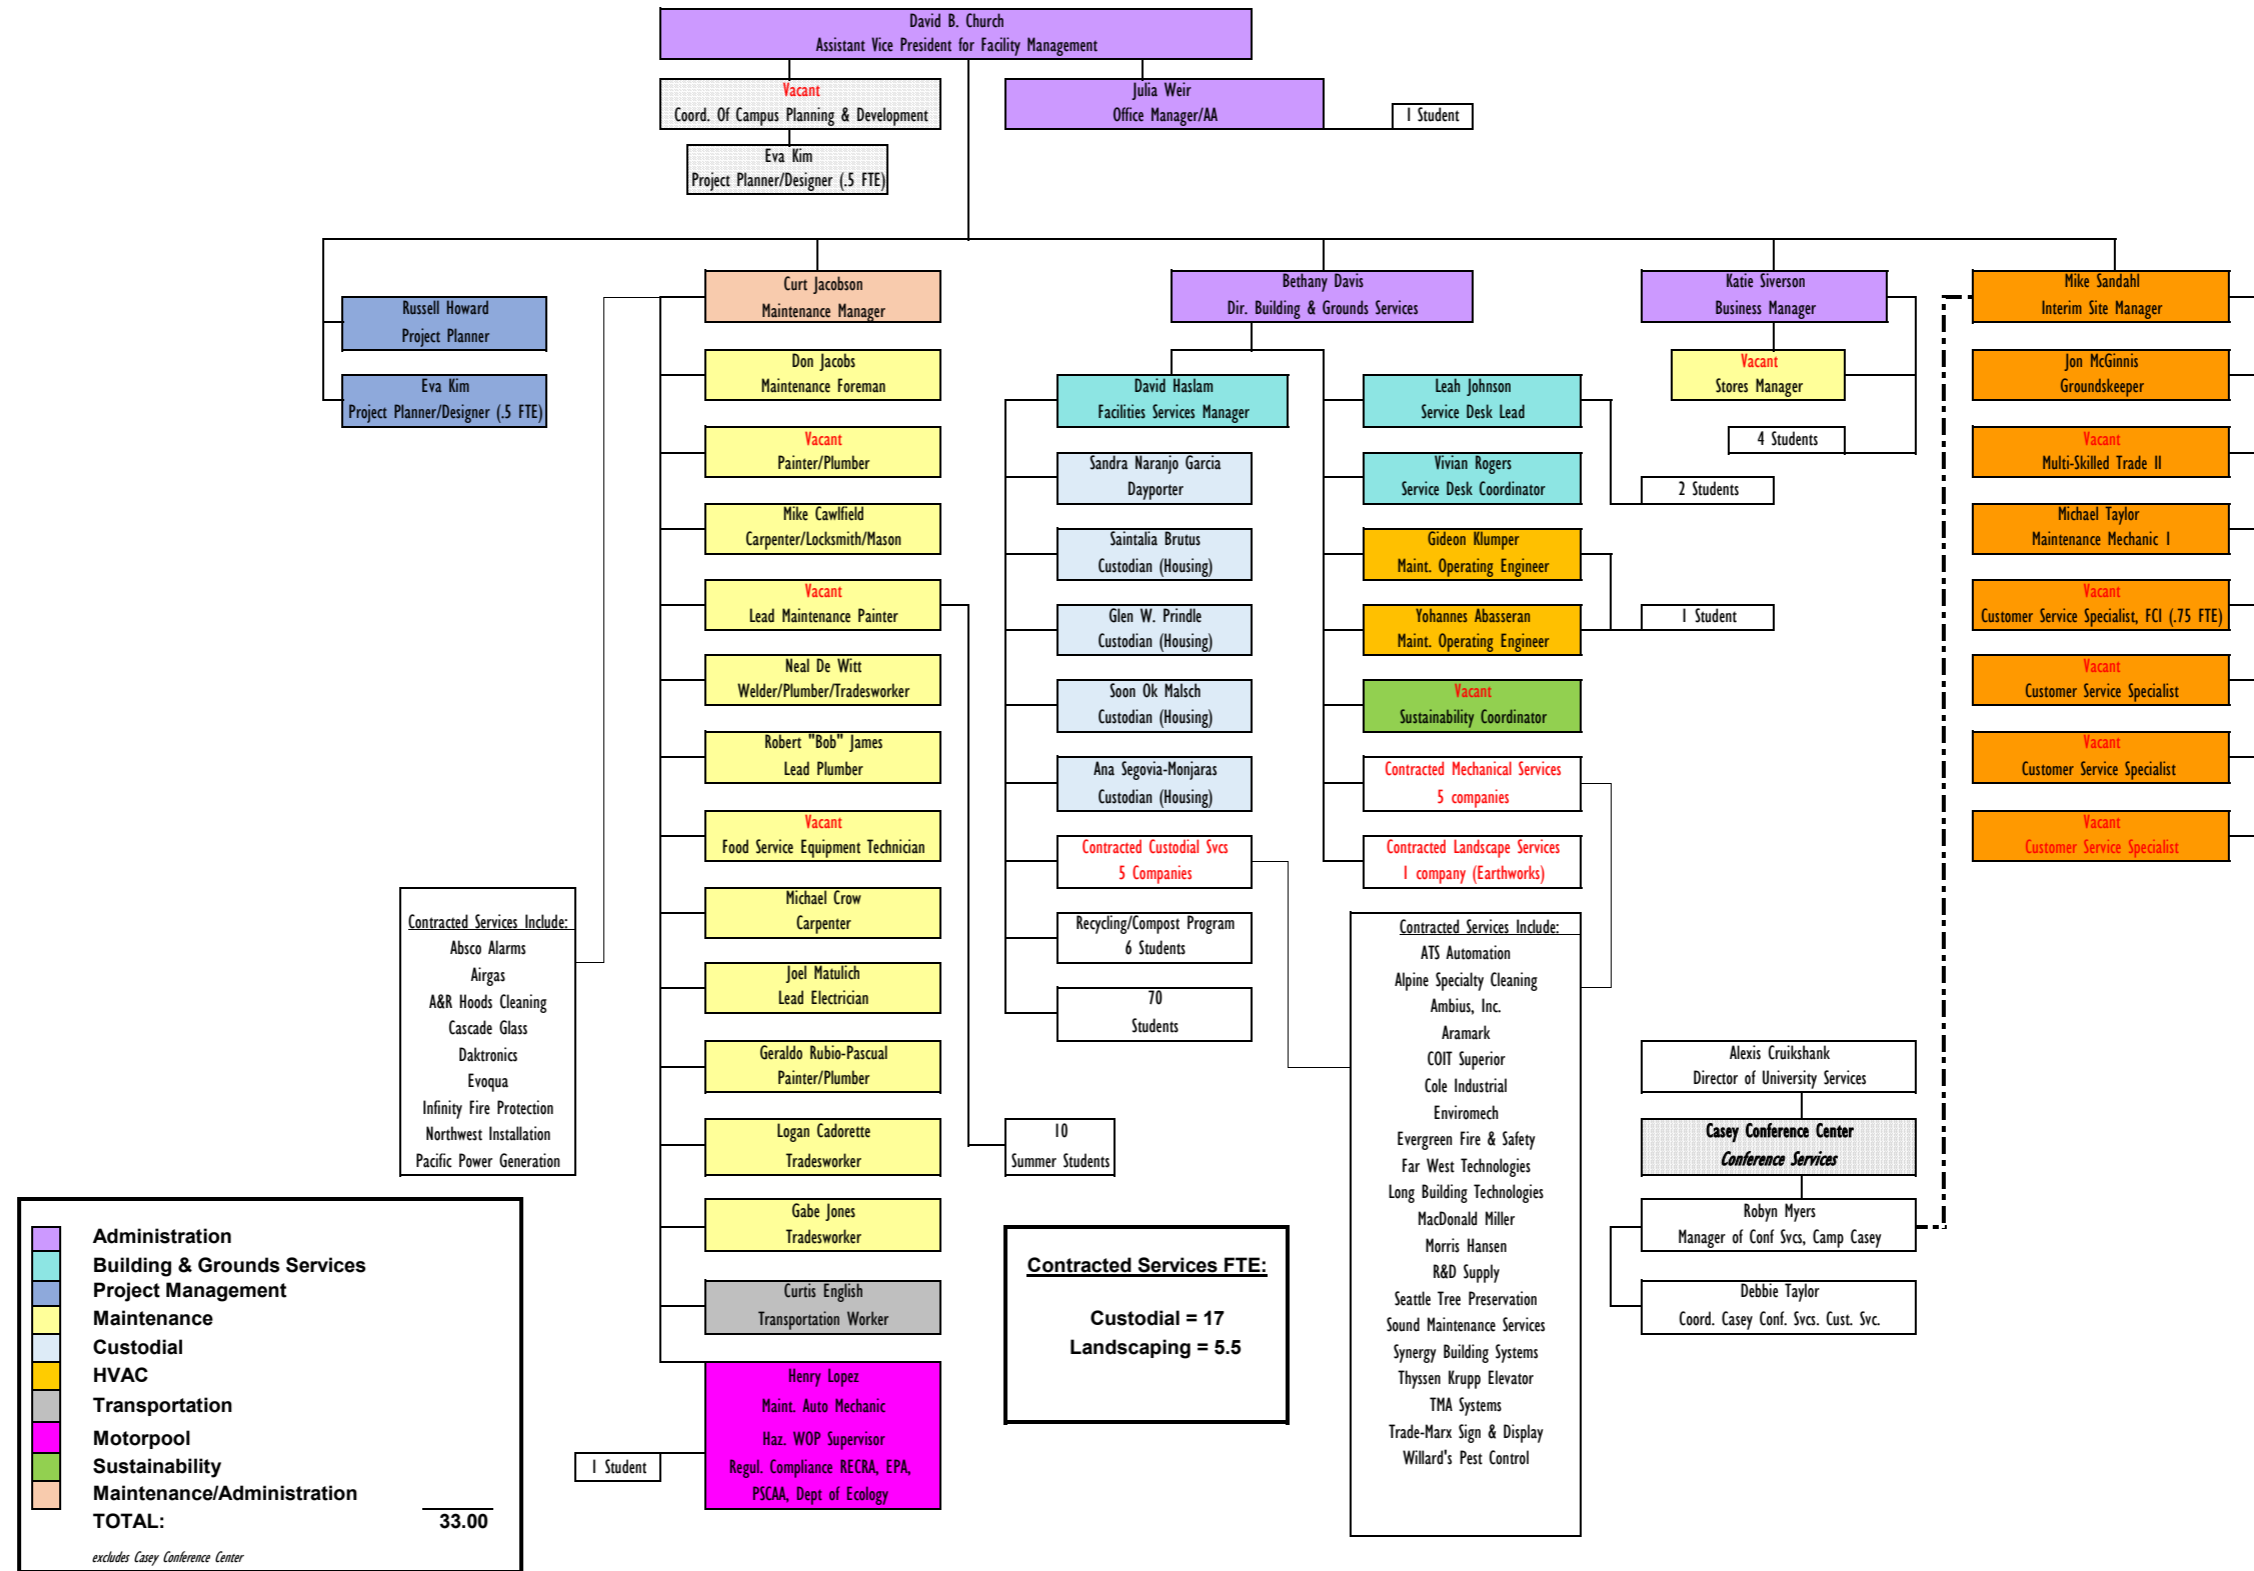 David B. Church
Assistant Vice President for Facility Management
Vacant
Coord. Of Campus Planning & Development
Julia Weir
Office Manager/AA
1 Student
Eva Kim
Project Planner/Designer (.5 FTE)
Russell Howard
Project Planner
Eva Kim
Project Planner/Designer (.5 FTE)
Curt Jacobson
Maintenance Manager
Don Jacobs
Maintenance Foreman
Vacant
Painter/Plumber
Mike Cawlfield
Carpenter/Locksmith/Mason
Vacant
Lead Maintenance Painter
Neal De Witt
Welder/Plumber/Tradesworker
Robert "Bob" James
Lead Plumber
Vacant
Food Service Equipment Technician
Michael Crow
Carpenter
Joel Matulich
Lead Electrician
Geraldo Rubio-Pascual
Painter/Plumber
Logan Cadorette
Tradesworker
Gabe Jones
Tradesworker
Curtis English
Transportation Worker
Henry Lopez
Maint. Auto Mechanic
Haz. WOP Supervisor
Regul. Compliance RECRA, EPA,
PSCAA, Dept of Ecology
1 Student
10
Summer Students
Contracted Services Include:
Absco Alarms
Airgas
A&R Hoods Cleaning
Cascade Glass
Daktronics
Evoqua
Infinity Fire Protection
Northwest Installation
Pacific Power Generation
Bethany Davis
Dir. Building & Grounds Services
David Haslam
Facilities Services Manager
Sandra Naranjo Garcia
Dayporter
Saintalia Brutus
Custodian (Housing)
Glen W. Prindle
Custodian (Housing)
Soon Ok Malsch
Custodian (Housing)
Ana Segovia-Monjaras
Custodian (Housing)
Contracted Custodial Svcs
5 Companies
Recycling/Compost Program
6 Students
70
Students
Leah Johnson
Service Desk Lead
Vivian Rogers
Service Desk Coordinator
2 Students
Gideon Klumper
Maint. Operating Engineer
Yohannes Abasseran
Maint. Operating Engineer
1 Student
Vacant
Sustainability Coordinator
Contracted Mechanical Services
5 companies
Contracted Landscape Services
1 company (Earthworks)
Contracted Services Include:
ATS Automation
Alpine Specialty Cleaning
Ambius, Inc.
Aramark
COIT Superior
Cole Industrial
Enviromech
Evergreen Fire & Safety
Far West Technologies
Long Building Technologies
MacDonald Miller
Morris Hansen
R&D Supply
Seattle Tree Preservation
Sound Maintenance Services
Synergy Building Systems
Thyssen Krupp Elevator
TMA Systems
Trade-Marx Sign & Display
Willard's Pest Control
Katie Siverson
Business Manager
Vacant
Stores Manager
4 Students
Mike Sandahl
Interim Site Manager
Jon McGinnis
Groundskeeper
Vacant
Multi-Skilled Trade II
Michael Taylor
Maintenance Mechanic I
Vacant
Customer Service Specialist, FCI (.75 FTE)
Vacant
Customer Service Specialist
Vacant
Customer Service Specialist
Vacant
Customer Service Specialist
Alexis Cruikshank
Director of University Services
Casey Conference Center
Conference Services
Robyn Myers
Manager of Conf Svcs, Camp Casey
Debbie Taylor
Coord. Casey Conf. Svcs. Cust. Svc.
Contracted Services FTE:
Custodial = 17
Landscaping = 5.5
Administration
Building & Grounds Services
Project Management
Maintenance
Custodial
HVAC
Transportation
Motorpool
Sustainability
Maintenance/Administration
TOTAL: 33.00
excludes Casey Conference Center